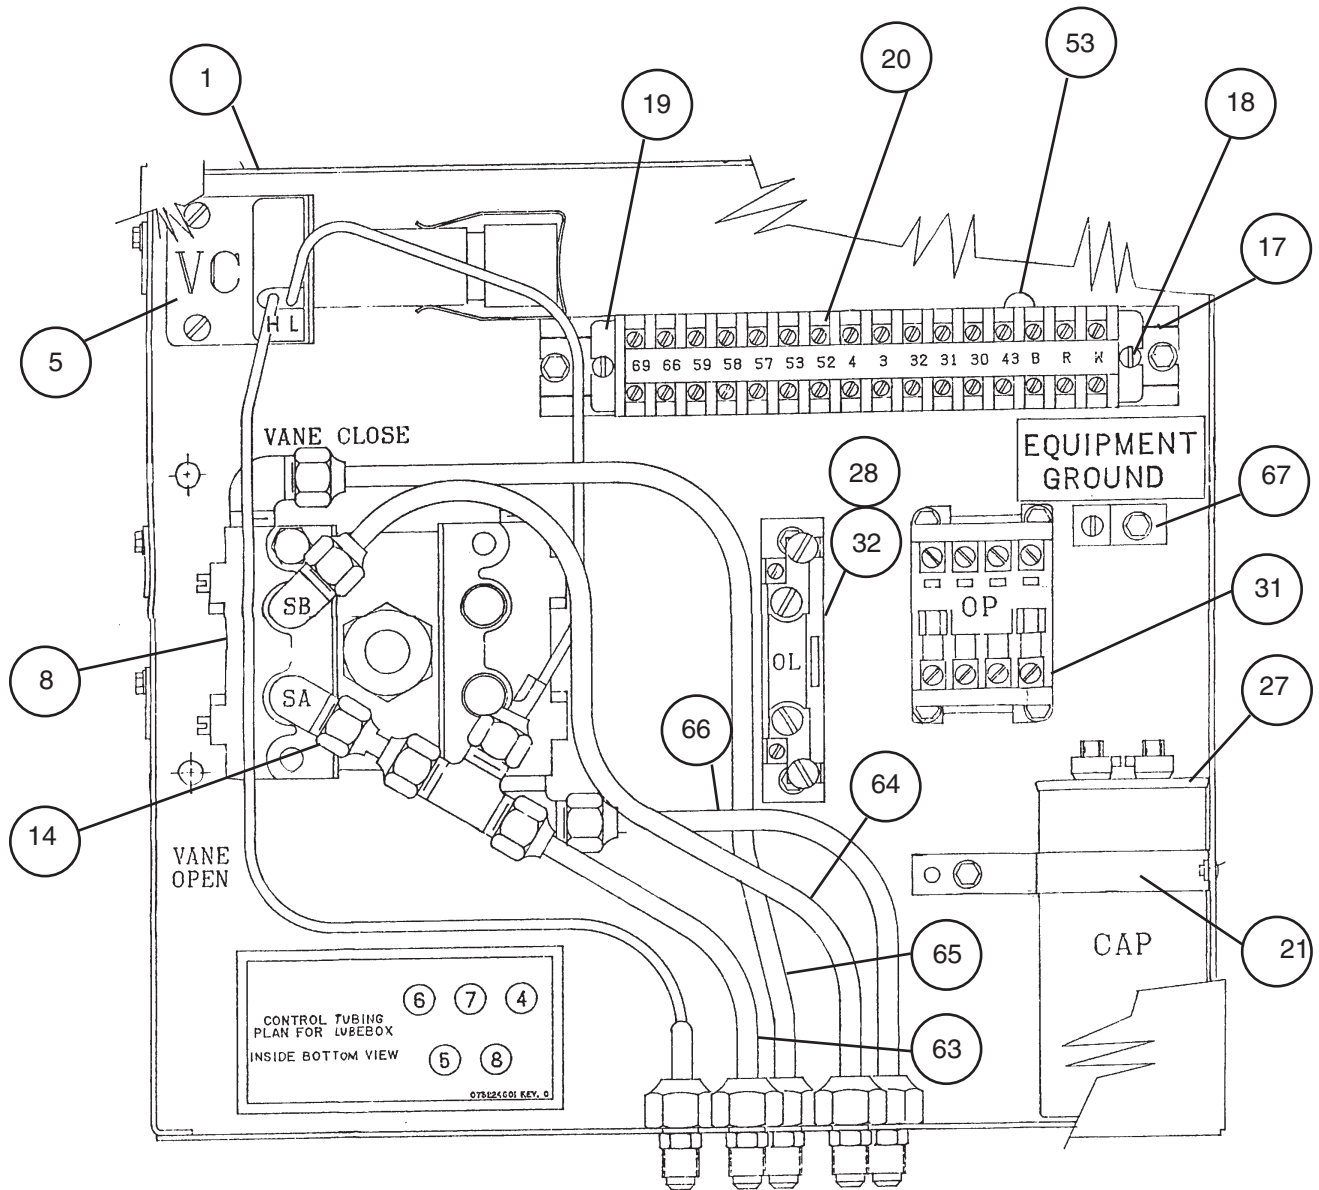 53
20
1
19
18
17
VC
H L
5
69 66 59 58 57 53 52 4 3 32 31 30 43 B R W
VANE CLOSE
EQUIPMENT
GROUND
28
67
32
SB
OP
31
OL
8
SA
27
66
64
14
VANE
OPEN
CAP
21
65
6 7 4
CONTROL TUBING
PLAN FOR LUBEBOX
INSIDE BOTTOM VIEW
5 8
63